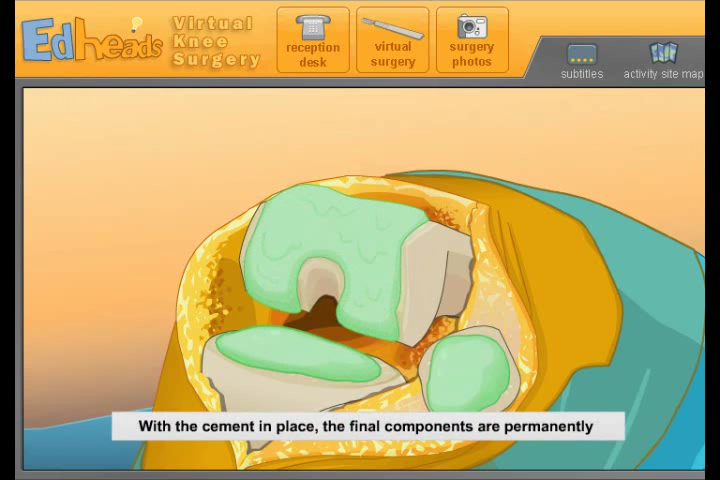 Edheads
Virtual
Knee
Surgery
reception
desk
virtual
surgery
surgery
photos
subtitles
activity site map
With the cement in place, the final components are permanently